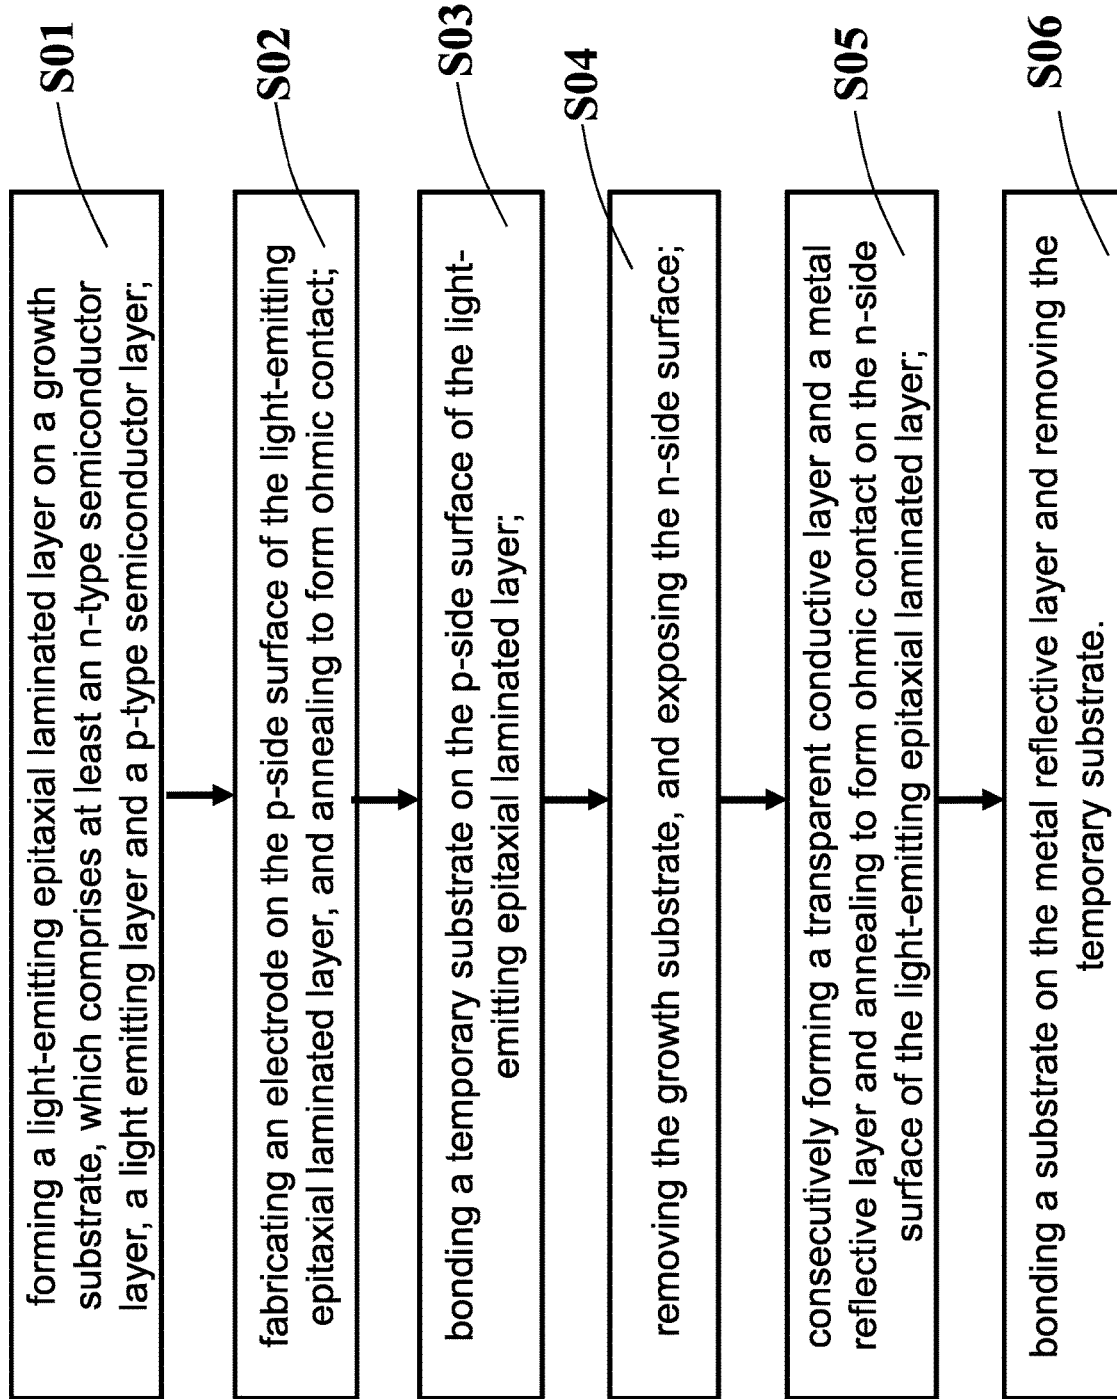 S01
forming a light-emitting epitaxial laminated layer on a growth
substrate, which comprises at least an n-type semiconductor
layer, a light emitting layer and a p-type semiconductor layer;
S02
fabricating an electrode on the p-side surface of the light-emitting
epitaxial laminated layer, and annealing to form ohmic contact;
S03
bonding a temporary substrate on the p-side surface of the light-
emitting epitaxial laminated layer;
S04
removing the growth substrate, and exposing the n-side surface;
S05
consecutively forming a transparent conductive layer and a metal
reflective layer and annealing to form ohmic contact on the n-side
surface of the light-emitting epitaxial laminated layer;
S06
bonding a substrate on the metal reflective layer and removing the
temporary substrate.